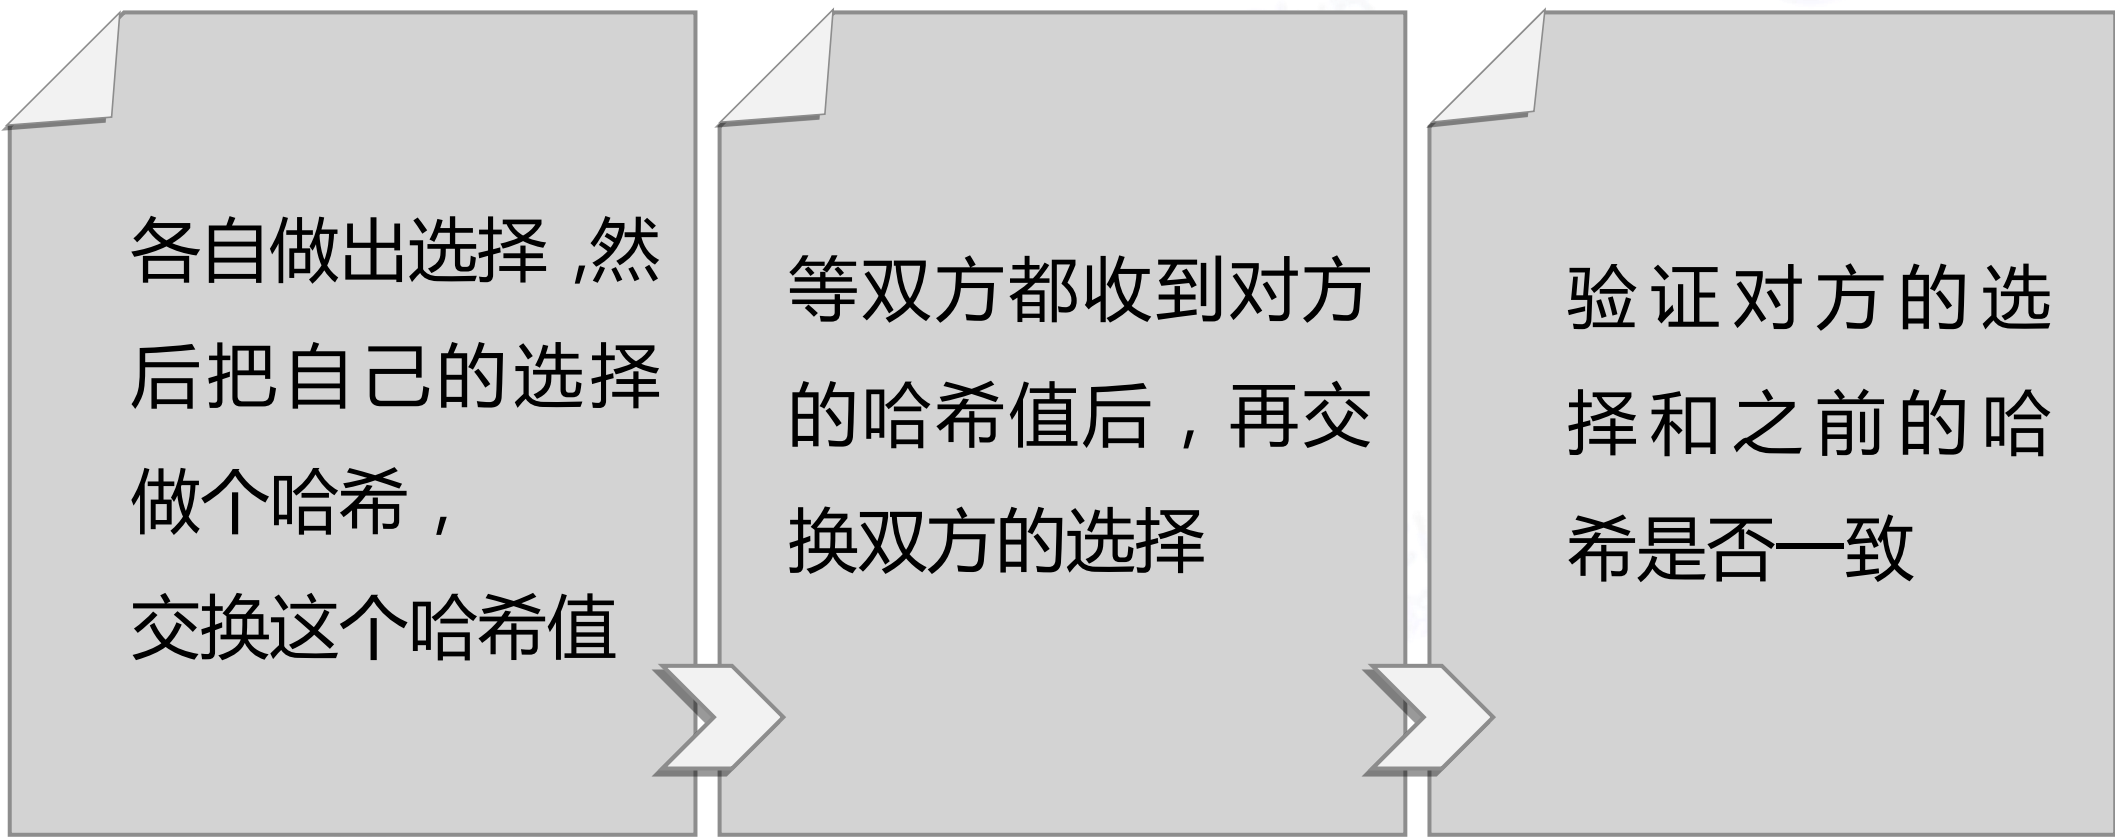 各自做出选择,然
后把自己的选择
做个哈希，
交换这个哈希值
等双方都收到对方
的哈希值后，再交
换双方的选择
验证对方的选
择和之前的哈
希是否一致